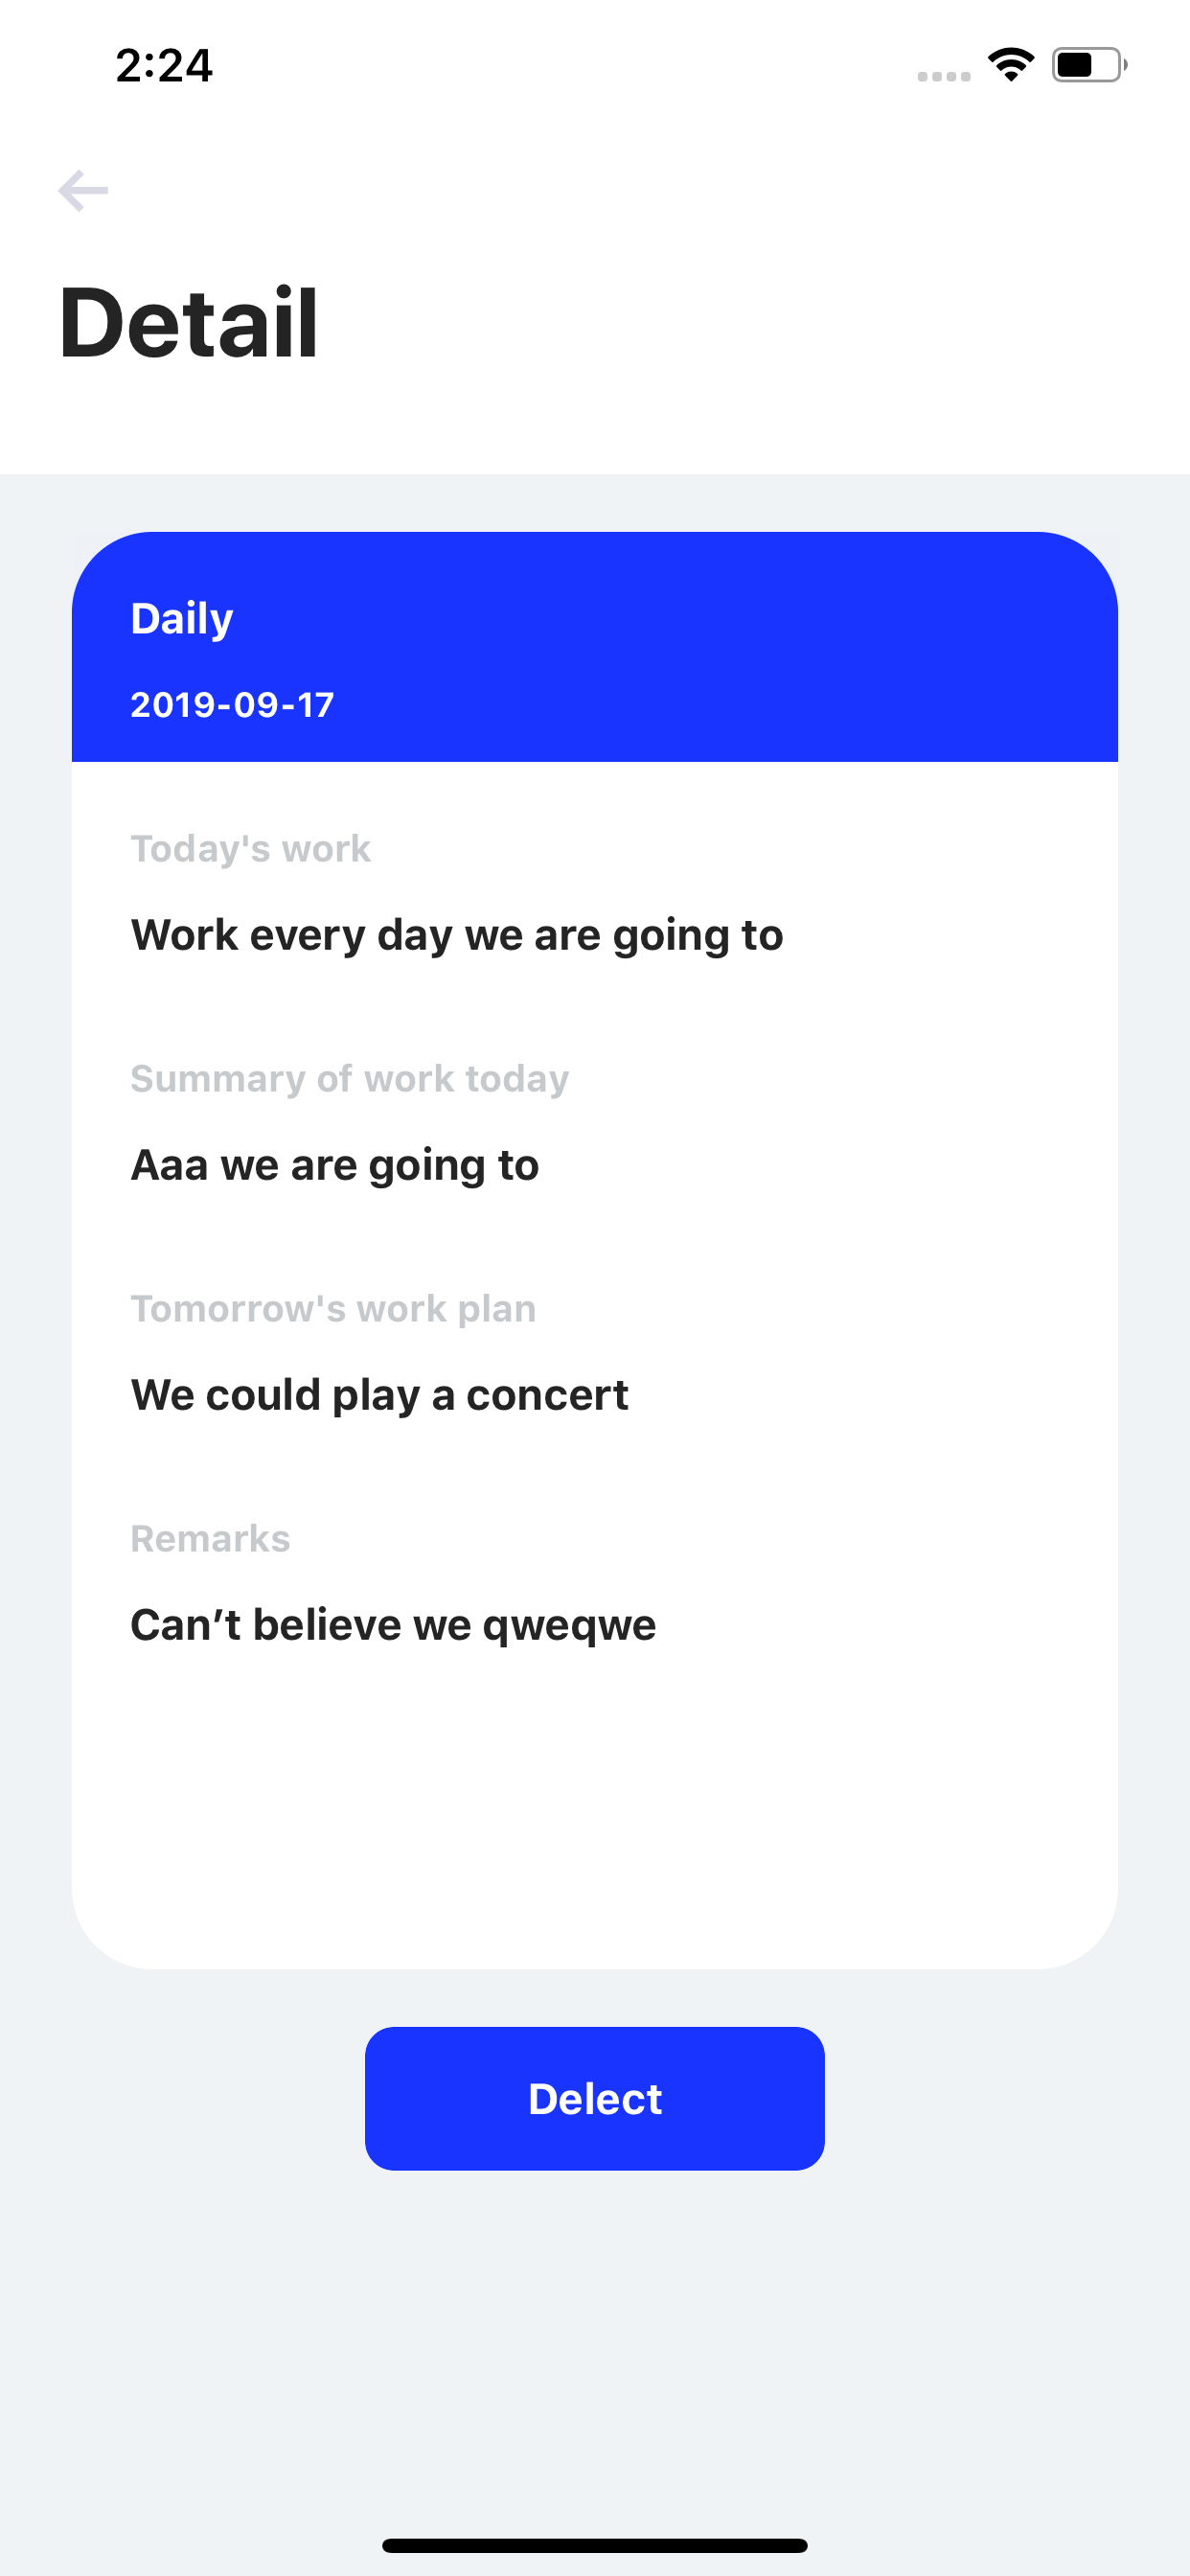 2:24
Detail
Daily
2019-09-17
Today's work
Work every day we are going to
Summary of work today
Aaa we are going to
Tomorrow's work plan
We could play a concert
Remarks
Can’t believe we qweqwe
Delect